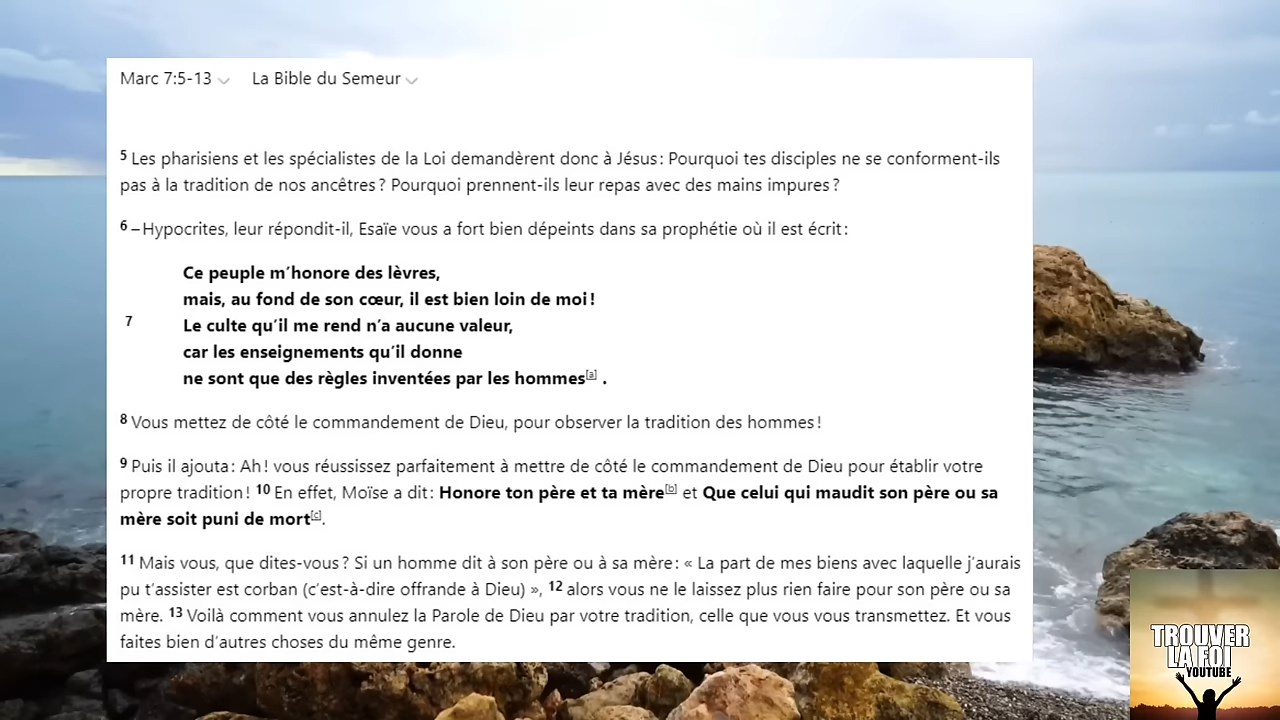 Marc 7:5-13 La Bible du Semeur
5 Les pharisiens et les spécialistes de la Loi demandèrent donc à Jésus : Pourquoi tes disciples ne se conforment-ils
pas à la tradition de nos ancêtres ? Pourquoi prennent-ils leur repas avec des mains impures ?
6 – Hypocrites, leur répondit-il, Esaïe vous a fort bien dépeints dans sa prophétie où il est écrit :
Ce peuple m’honore des lèvres,
mais, au fond de son cœur, il est bien loin de moi !
7 Le culte qu’il me rend n’a aucune valeur,
car les enseignements qu’il donne
ne sont que des règles inventées par les hommes[a] .
8 Vous mettez de côté le commandement de Dieu, pour observer la tradition des hommes !
9 Puis il ajouta : Ah ! vous réussissez parfaitement à mettre de côté le commandement de Dieu pour établir votre
propre tradition ! 10 En effet, Moïse a dit : Honore ton père et ta mère[b] et Que celui qui maudit son père ou sa
mère soit puni de mort[c].
11 Mais vous, que dites-vous ? Si un homme dit à son père ou à sa mère : « La part de mes biens avec laquelle j’aurais
pu t’assister est corban (c’est-à-dire offrande à Dieu) », 12 alors vous ne le laissez plus rien faire pour son père ou sa
mère. 13 Voilà comment vous annulez la Parole de Dieu par votre tradition, celle que vous vous transmettez. Et vous
faites bien d’autres choses du même genre.
TROUVER
LA FOI
YOUTUBE